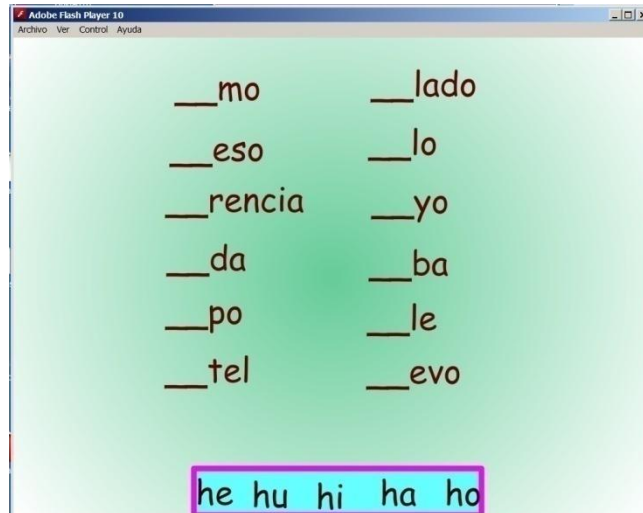 Adobe Flash Player 10
Archivo Ver Control Ayuda
__mo __lado
__eso __lo
__rencia __yo
__da __ba
__po __le
__tel __evo
he hu hi ha ho